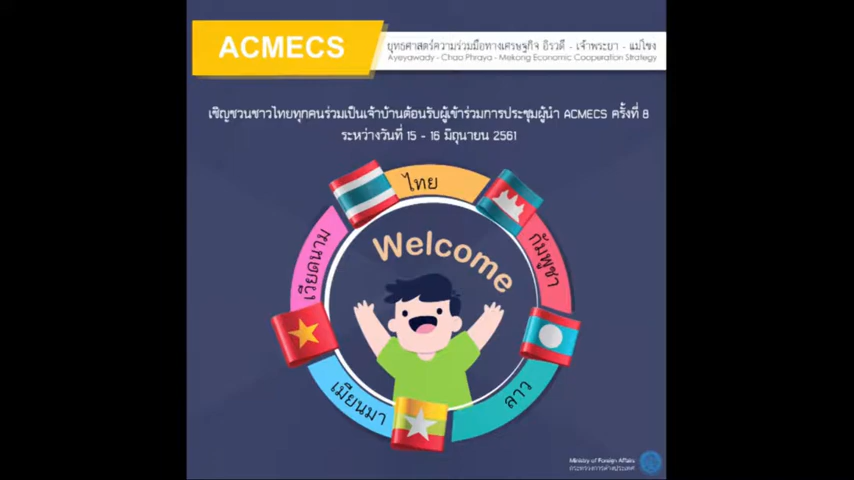 ACMECS
ยุทธศาสตร์ความร่วมมือทางเศรษฐกิจ อิรวดี - เจ้าพระยา - แม่โขง
Ayeyawady - Chao Phraya - Mekong Economic Cooperation Strategy
เชิญชวนชาวไทยทุกคนร่วมเป็นเจ้าบ้านต้อนรับผู้เข้าร่วมการประชุมผู้นำ ACMECS ครั้งที่ 8
ระหว่างวันที่ 15 - 16 มิถุนายน 2561
ไทย
เวียดนาม
Welcome
กัมพูชา
เมียนมา
ลาว
Ministry of Foreign Affairs
กระทรวงการต่างประเทศ